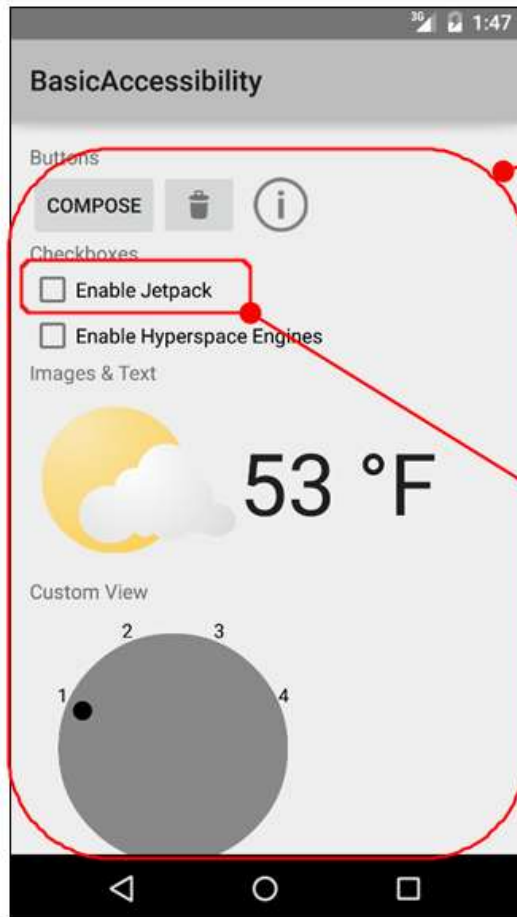 3G 1:47
BasicAccessibility
Buttons
COMPOSE
Checkboxes
Enable Jetpack
Enable Hyperspace Engines
Images & Text
53 °F
Custom View
2 3
1 4